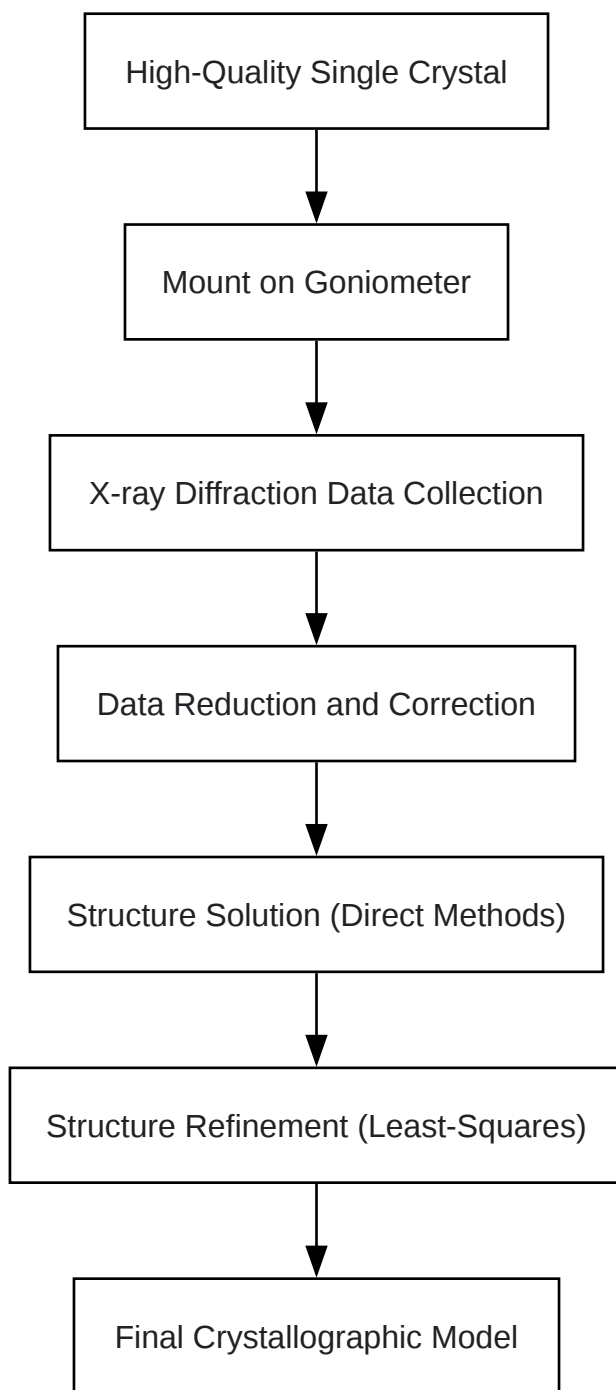 High-Quality Single Crystal
Mount on Goniometer
X-ray Diffraction Data Collection
Data Reduction and Correction
Structure Solution (Direct Methods)
Structure Refinement (Least-Squares)
Final Crystallographic Model